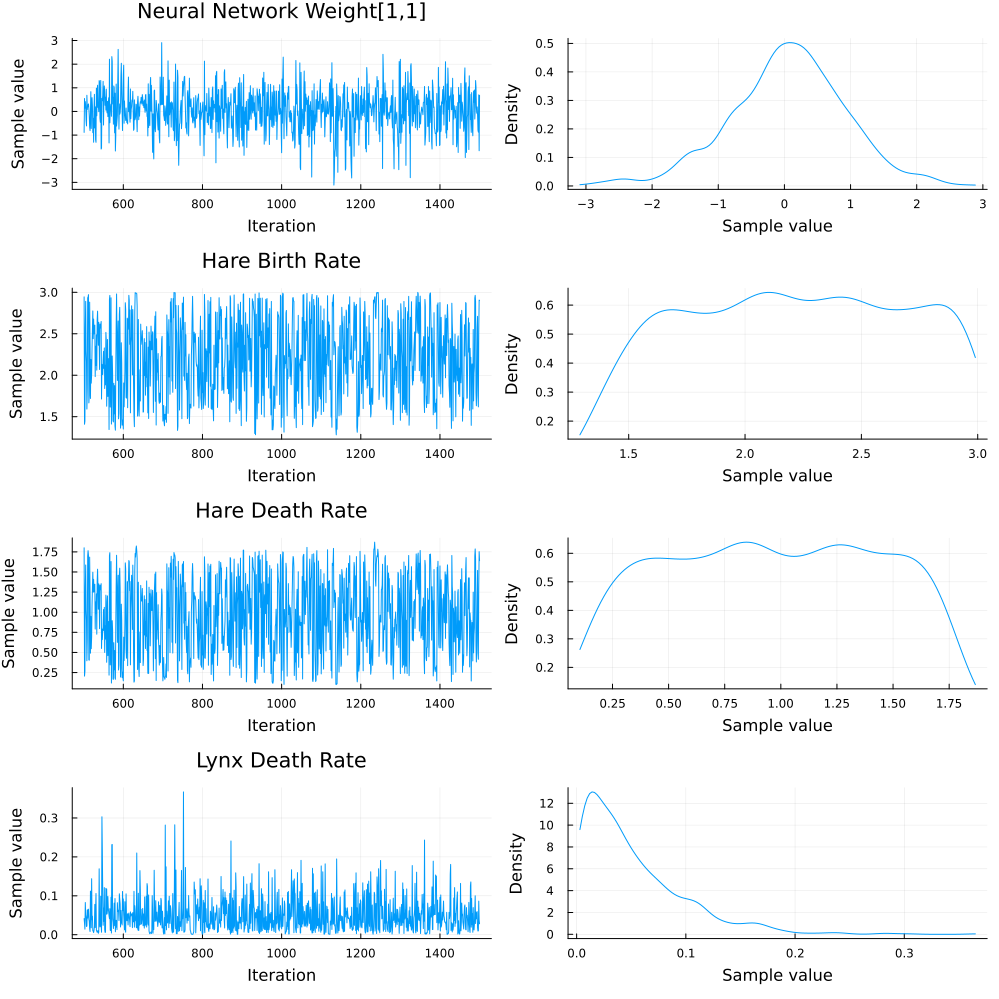 Neural Network Weight[1,1]
Sample value
3
2
1
0
−1
−2
−3
600 800 1000 1200 1400
Iteration
Density
0.5
0.4
0.3
0.2
0.1
0.0
−3 −2 −1 0 1 2 3
Sample value
Hare Birth Rate
Sample value
3.0
2.5
2.0
1.5
600 800 1000 1200 1400
Iteration
Density
0.6
0.5
0.4
0.3
0.2
1.5 2.0 2.5 3.0
Sample value
Hare Death Rate
Sample value
1.75
1.50
1.25
1.00
0.75
0.50
0.25
600 800 1000 1200 1400
Iteration
Density
0.6
0.5
0.4
0.3
0.2
0.25 0.50 0.75 1.00 1.25 1.50 1.75
Sample value
Lynx Death Rate
Sample value
0.3
0.2
0.1
0.0
600 800 1000 1200 1400
Iteration
Density
12
10
8
6
4
2
0
0.0 0.1 0.2 0.3
Sample value